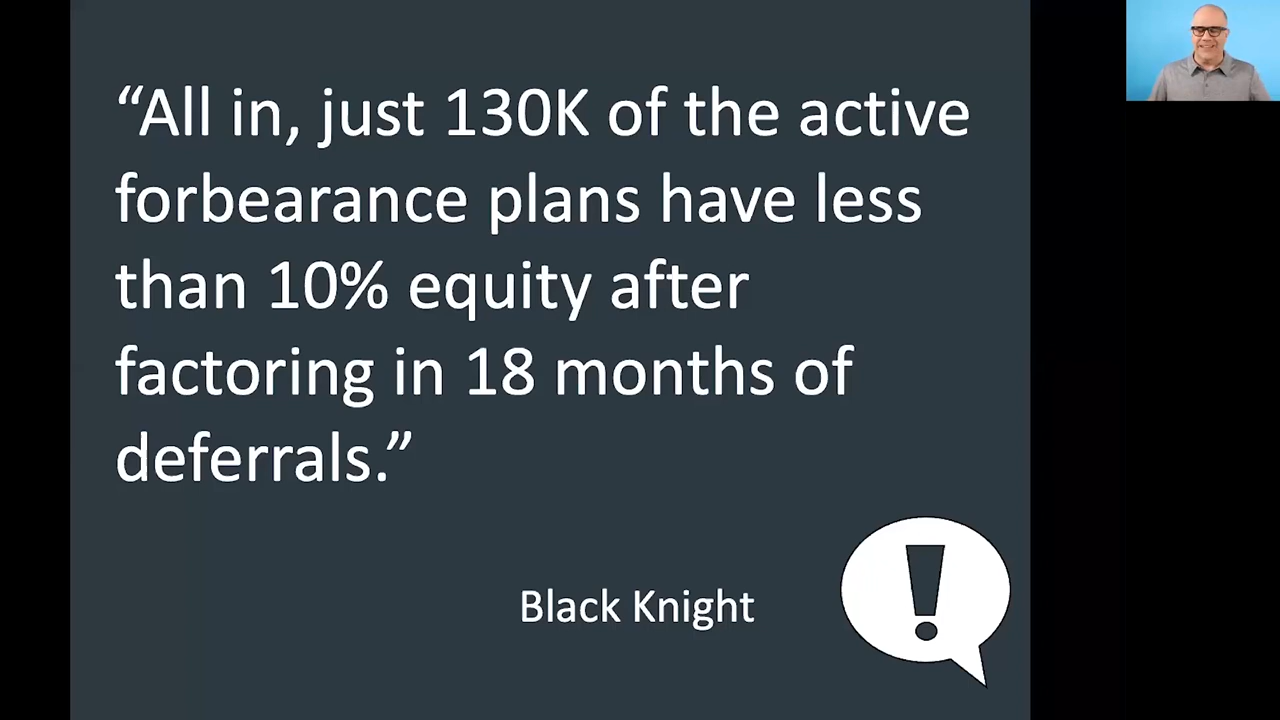 “All in, just 130K of the active
forbearance plans have less
than 10% equity after
factoring in 18 months of
deferrals.”
Black Knight
!